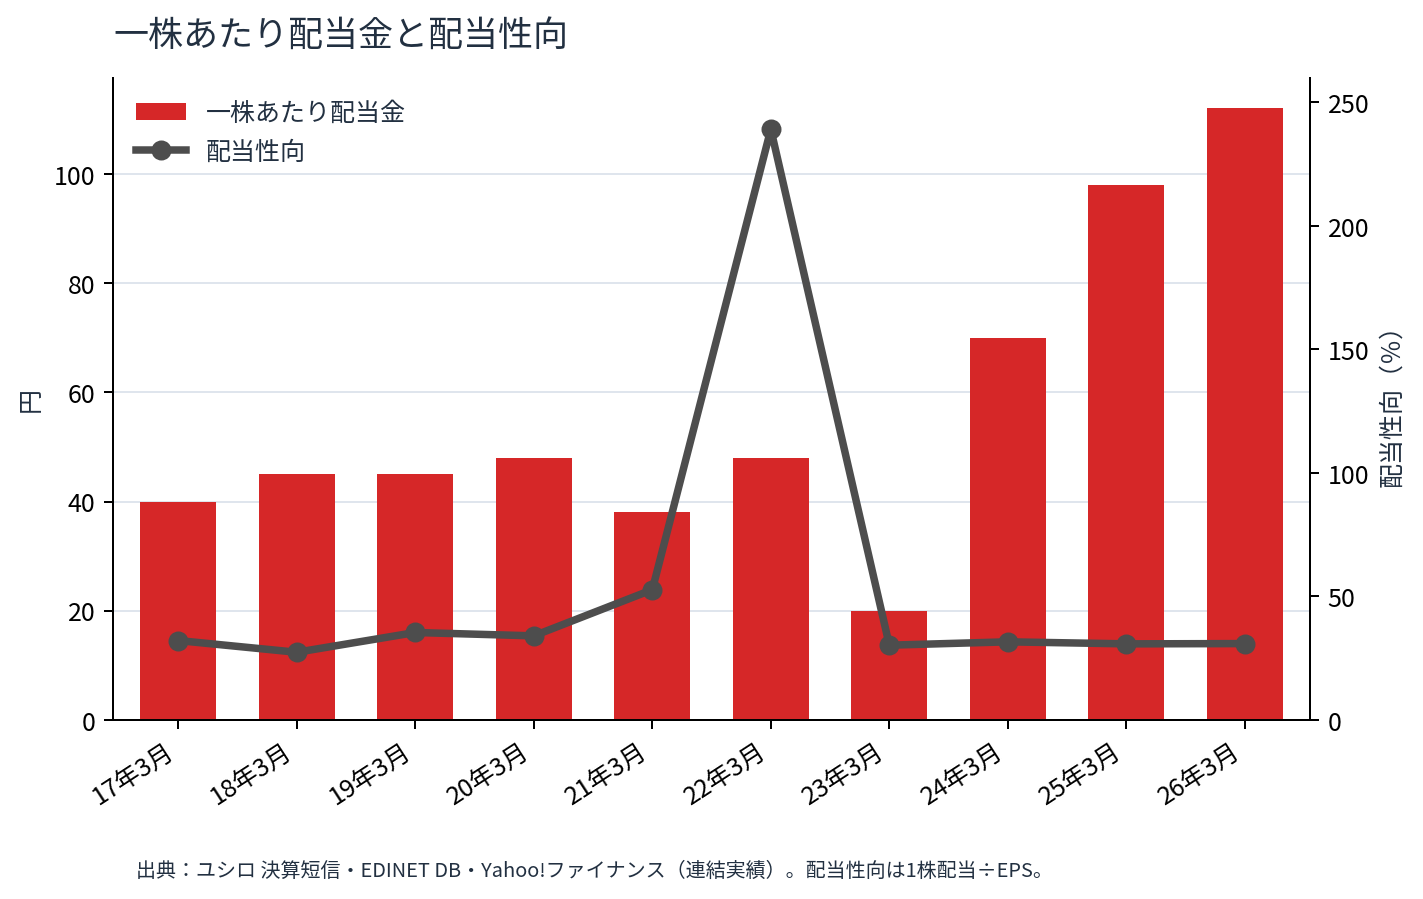 一株あたり配当金と配当性向
一株あたり配当金
配当性向
円
100
80
60
40
20
0
250
200
150
100
50
0
配当性向（%）
17年3月
18年3月
19年3月
20年3月
21年3月
22年3月
23年3月
24年3月
25年3月
26年3月
出典：ユシロ 決算短信・EDINET DB・Yahoo!ファイナンス（連結実績）。配当性向は1株配当÷EPS。